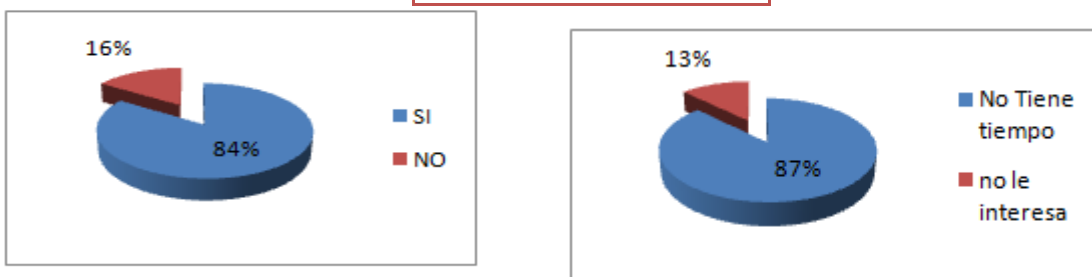 16%
84%
SI
NO
13%
87%
No Tiene
tiempo
no le
interesa